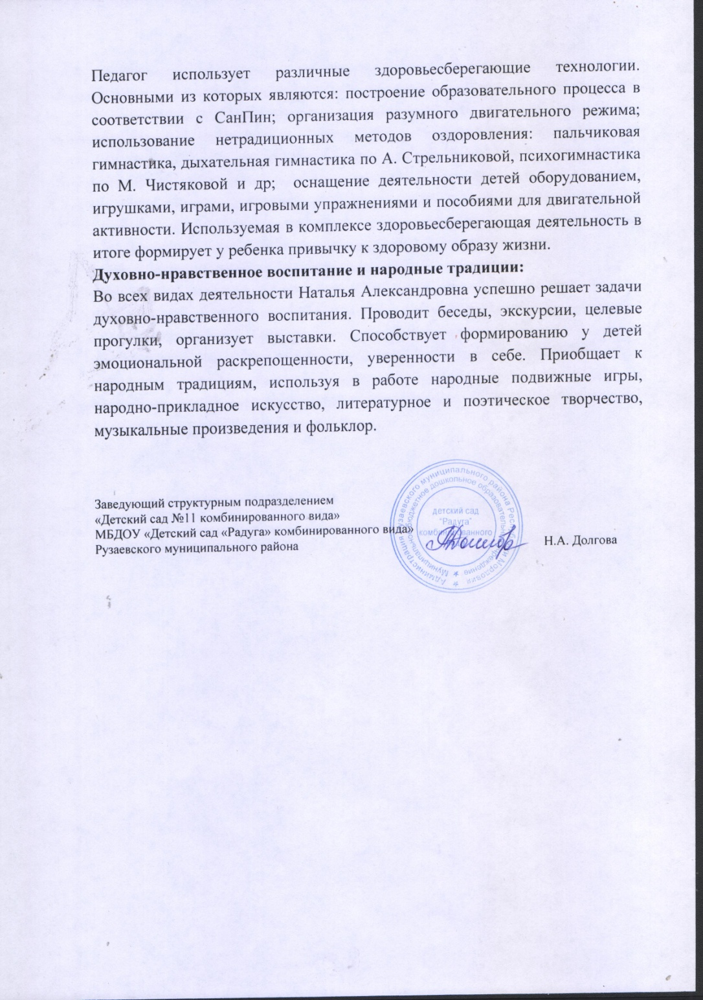 Педагог использует различные здоровьесберегающие технологии.
Основными из которых являются: построение образовательного процесса в
соответствии с СанПин; организация разумного двигательного режима;
использование нетрадиционных методов оздоровления: пальчиковая
гимнастика, дыхательная гимнастика по А. Стрельниковой, психогимнастика
по М. Чистяковой и др; оснащение деятельности детей оборудованием,
игрушками, играми, игровыми упражнениями и пособиями для двигательной
активности. Используемая в комплексе здоровьесберегающая деятельность в
итоге формирует у ребенка привычку к здоровому образу жизни.
Духовно-нравственное воспитание и народные традиции:
Во всех видах деятельности Наталья Александровна успешно решает задачи
духовно-нравственного воспитания. Проводит беседы, экскурсии, целевые
прогулки, организует выставки. Способствует формированию у детей
эмоциональной раскрепощенности, уверенности в себе. Приобщает к
народным традициям, используя в работе народные подвижные игры,
народно-прикладное искусство, литературное и поэтическое творчество,
музыкальные произведения и фольклор.
Заведующий структурным подразделением
«Детский сад №11 комбинированного вида»
МБДОУ «Детский сад «Радуга» комбинированного вида»
Рузаевского муниципального района
Н.А. Долгова
Администрация Рузаевского муниципального района Республики Мордовия
Муниципальное бюджетное дошкольное образовательное учреждение
детский сад
"Радуга"
комбинированного